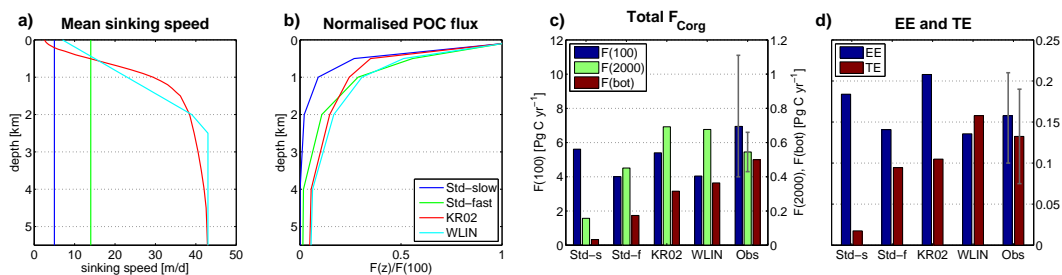 a)
Mean sinking speed
0
1
2
3
4
5
depth [km]
0 10 20 30 40 50
sinking speed [m/d]
b)
Normalised POC flux
0
1
2
3
4
5
depth [km]
Std−slow
Std−fast
KR02
WLIN
0 0.5 1
F(z)/F(100)
c)
Total F_Corg
12
10
8
6
4
2
0
F(100) [Pg C yr⁻¹]
F(100)
F(2000)
F(bot)
1.2
1
0.8
0.6
0.4
0.2
0
F(2000), F(bot) [Pg C yr⁻¹]
Std−s Std−f KR02 WLIN Obs
d)
EE and TE
EE
TE
0.25
0.2
0.15
0.1
0.05
0
Std−s Std−f KR02 WLIN Obs